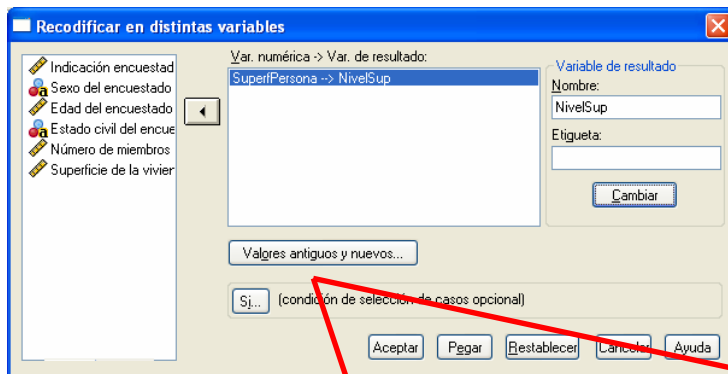 Recodificar en distintas variables
Indicación encuestad
Sexo del encuestado
Edad del encuestado
Estado civil del encue
Número de miembros
Superficie de la vivier
Var. numérica -> Var. de resultado:
SuperfPersona --> NivelSup
Variable de resultado
Nombre:
NivelSup
Etiqueta:
Cambiar
Valores antiguos y nuevos...
Si... (condición de selección de casos opcional)
Aceptar Pegar Restablecer Cancelar Ayuda